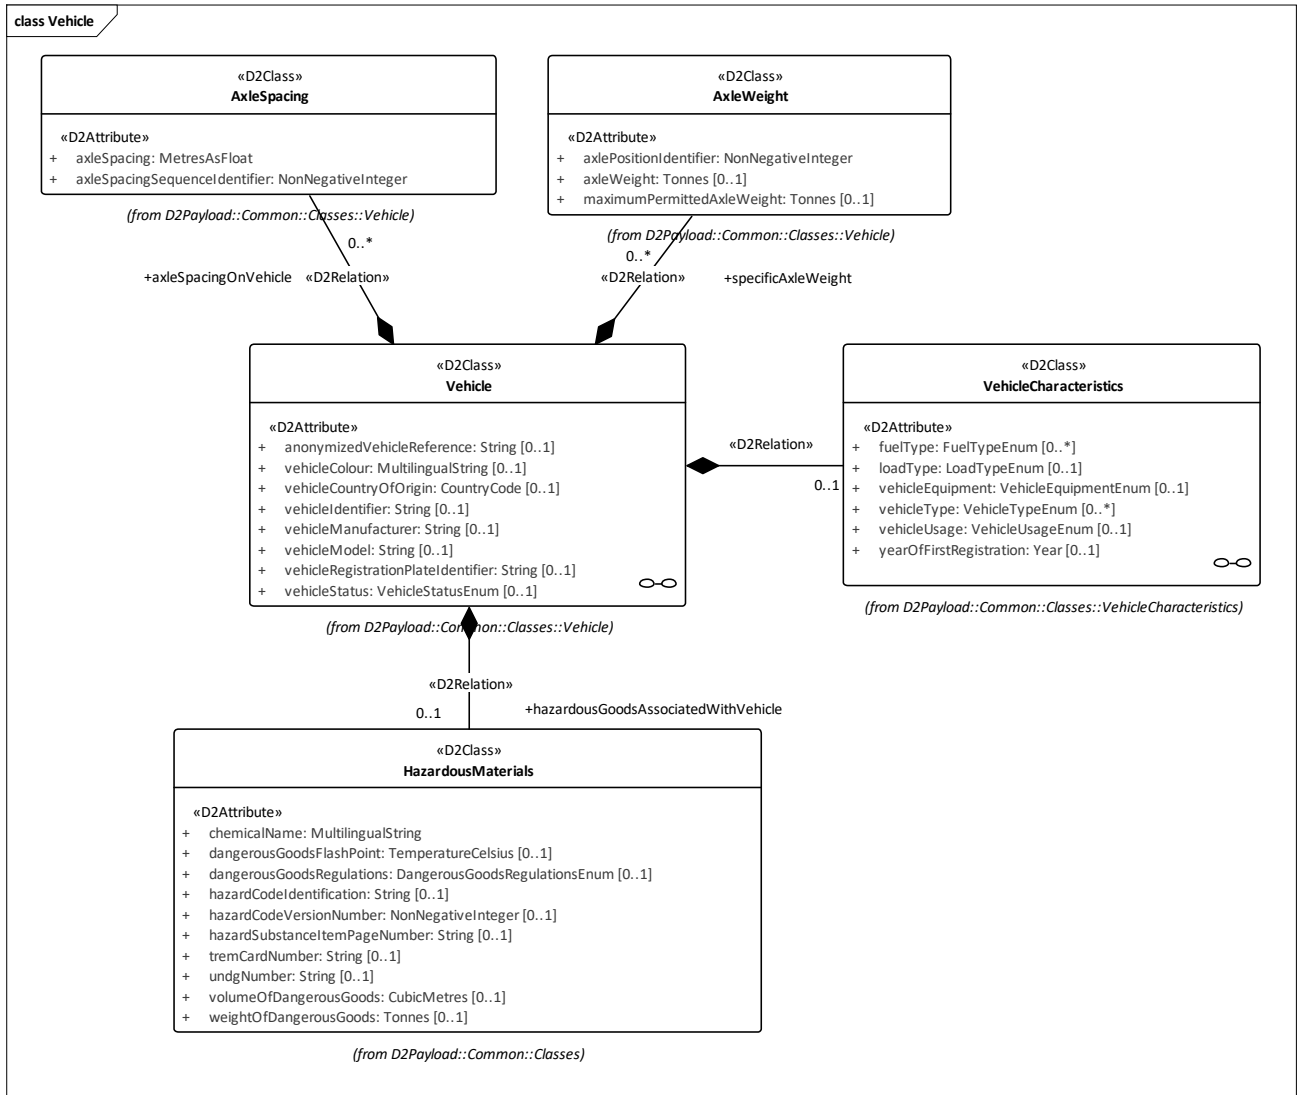 class Vehicle
«D2Class»
AxleSpacing
«D2Attribute»
+ axleSpacing: MetresAsFloat
+ axleSpacingSequenceIdentifier: NonNegativeInteger
(from D2Payload::Common::Classes::Vehicle)
«D2Class»
AxleWeight
«D2Attribute»
+ axlePositionIdentifier: NonNegativeInteger
+ axleWeight: Tonnes [0..1]
+ maximumPermittedAxleWeight: Tonnes [0..1]
(from D2Payload::Common::Classes::Vehicle)
0..*
+axleSpacingOnVehicle «D2Relation»
0..*
«D2Relation» +specificAxleWeight
«D2Class»
Vehicle
«D2Attribute»
+ anonymizedVehicleReference: String [0..1]
+ vehicleColour: MultilingualString [0..1]
+ vehicleCountryOfOrigin: CountryCode [0..1]
+ vehicleIdentifier: String [0..1]
+ vehicleManufacturer: String [0..1]
+ vehicleModel: String [0..1]
+ vehicleRegistrationPlateIdentifier: String [0..1]
+ vehicleStatus: VehicleStatusEnum [0..1]
(from D2Payload::Common::Classes::Vehicle)
«D2Relation»
0..1
«D2Class»
VehicleCharacteristics
«D2Attribute»
+ fuelType: FuelTypeEnum [0..*]
+ loadType: LoadTypeEnum [0..1]
+ vehicleEquipment: VehicleEquipmentEnum [0..1]
+ vehicleType: VehicleTypeEnum [0..*]
+ vehicleUsage: VehicleUsageEnum [0..1]
+ yearOfFirstRegistration: Year [0..1]
(from D2Payload::Common::Classes::VehicleCharacteristics)
«D2Relation»
0..1 +hazardousGoodsAssociatedWithVehicle
«D2Class»
HazardousMaterials
«D2Attribute»
+ chemicalName: MultilingualString
+ dangerousGoodsFlashPoint: TemperatureCelsius [0..1]
+ dangerousGoodsRegulations: DangerousGoodsRegulationsEnum [0..1]
+ hazardCodeIdentification: String [0..1]
+ hazardCodeVersionNumber: NonNegativeInteger [0..1]
+ hazardSubstanceItemPageNumber: String [0..1]
+ tremCardNumber: String [0..1]
+ undgNumber: String [0..1]
+ volumeOfDangerousGoods: CubicMetres [0..1]
+ weightOfDangerousGoods: Tonnes [0..1]
(from D2Payload::Common::Classes)